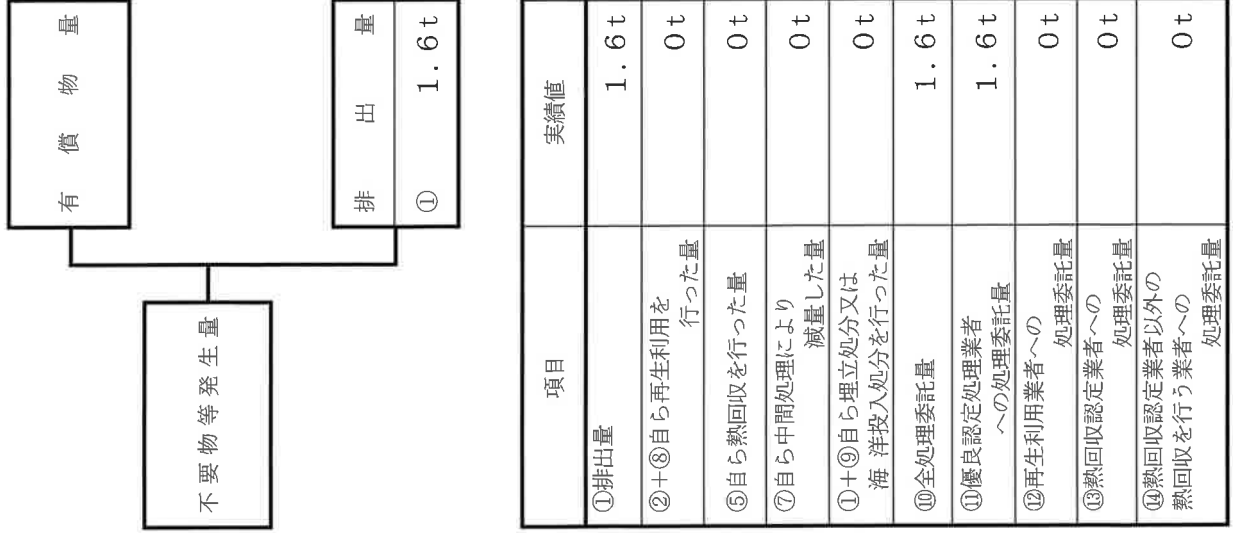 有償物量
不要物等発生量
排出量
① 1.6t
項目 実績値
①排出量 1.6t
②+⑧自ら再生利用を
行った量 0t
⑤自ら熱回収を行った量 0t
⑦自ら中間処理により
減量した量 0t
①+⑨自ら埋立処分又は
海洋投入処分を行った量 0t
⑩全処理委託量 1.6t
⑪優良認定処理業者
への処理委託量 1.6t
⑫再生利用業者への
処理委託量 0t
⑬熱回収認定業者への
処理委託量 0t
⑭熱回収認定業者以外の
熱回収を行う業者への
処理委託量 0t